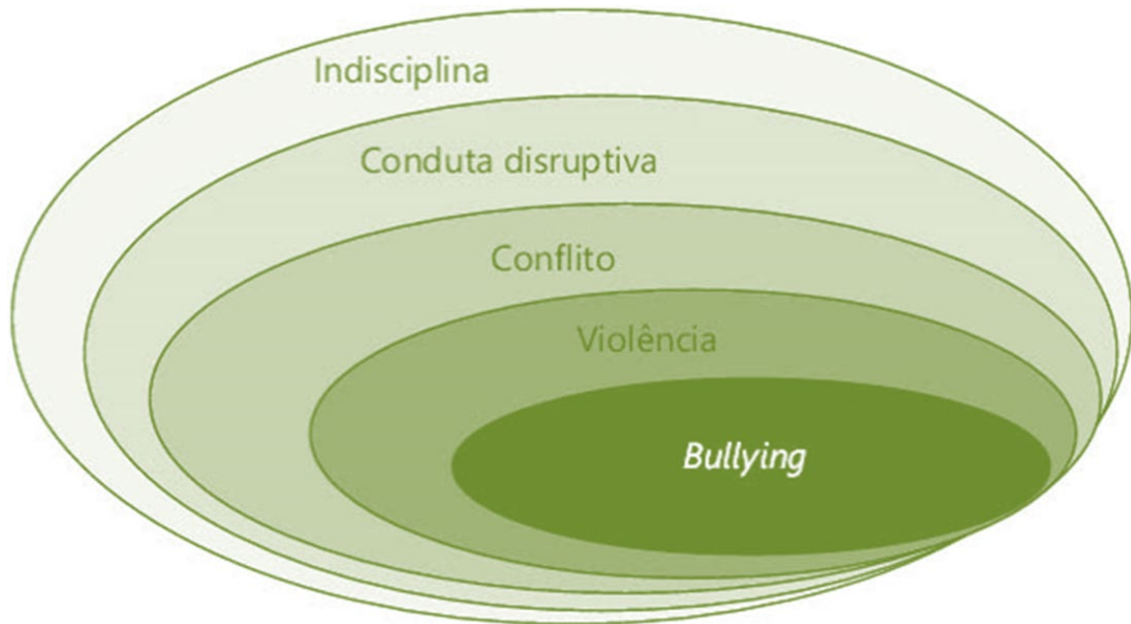 Indisciplina
Conduta disruptiva
Conflito
Violência
Bullying